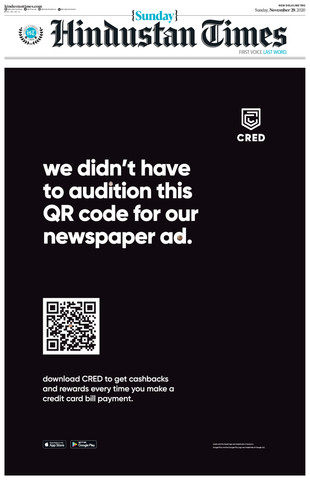 hindustantimes.com
{Sunday}
Hindustan Times
Sunday, November 29, 2020
FIRST VOICE. LAST WORD.
CRED
we didn't have
to audition this
QR code for our
newspaper ad.
download CRED to get cashbacks
and rewards every time you make a
credit card bill payment.
App Store
Google Play